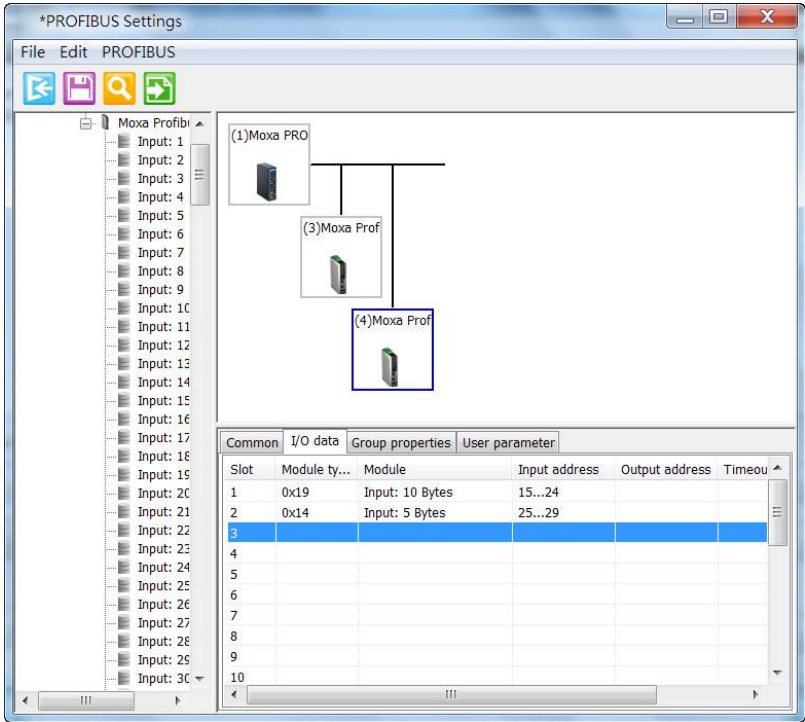 *PROFIBUS Settings
X
File Edit PROFIBUS
Moxa Profib
Input: 1
Input: 2
Input: 3
Input: 4
Input: 5
Input: 6
Input: 7
Input: 8
Input: 9
Input: 10
Input: 11
Input: 12
Input: 13
Input: 14
Input: 15
Input: 16
Input: 17
Input: 18
Input: 19
Input: 20
Input: 21
Input: 22
Input: 23
Input: 24
Input: 25
Input: 26
Input: 27
Input: 28
Input: 29
Input: 30
(1)Moxa PRO
(3)Moxa Prof
(4)Moxa Prof
Common I/O data Group properties User parameter
Slot Module ty... Module Input address Output address Timeou
1 0x19 Input: 10 Bytes 15...24
2 0x14 Input: 5 Bytes 25...29
3
4
5
6
7
8
9
10